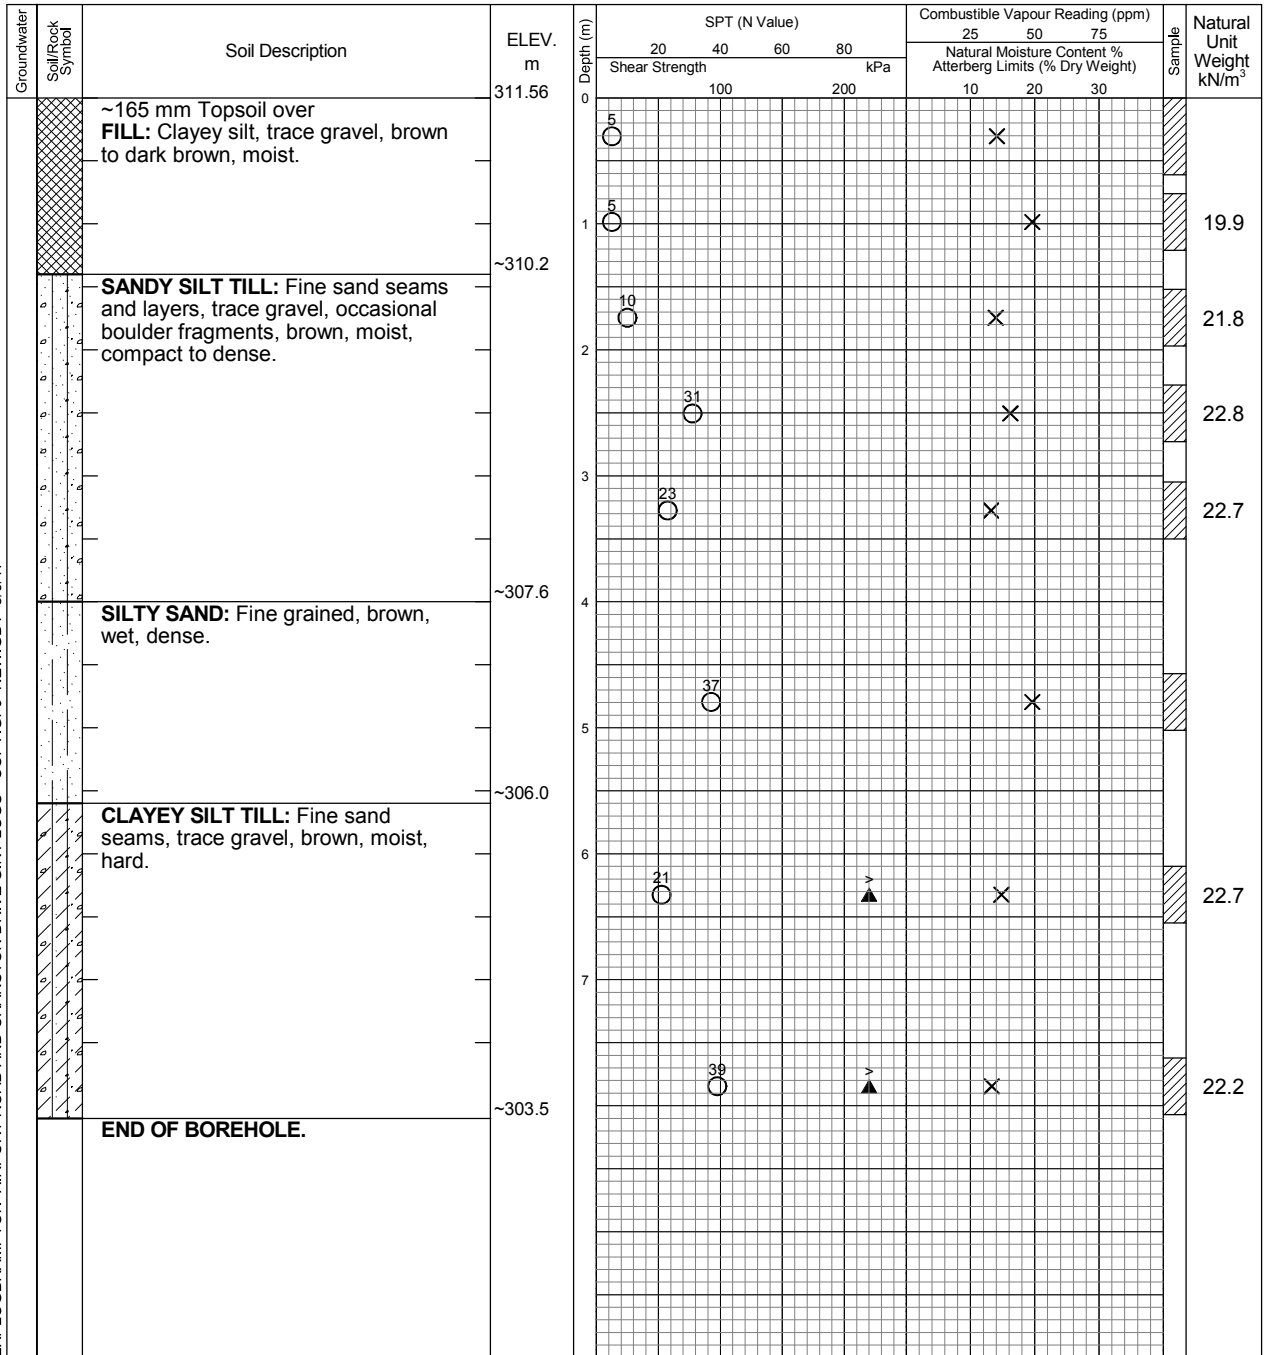 Groundwater
Soil/Rock
Symbol
Soil Description
ELEV.
m
311.56
Depth (m)
SPT (N Value)
20 40 60 80
Shear Strength kPa
100 200
Combustible Vapour Reading (ppm)
25 50 75
Natural Moisture Content %
Atterberg Limits (% Dry Weight)
10 20 30
Sample
Natural
Unit
Weight
kN/m³
0
~165 mm Topsoil over
FILL: Clayey silt, trace gravel, brown
to dark brown, moist.
5
5
1
19.9
~310.2
SANDY SILT TILL: Fine sand seams
and layers, trace gravel, occasional
boulder fragments, brown, moist,
compact to dense.
10
21.8
2
31
22.8
3
23
22.7
~307.6
4
SILTY SAND: Fine grained, brown,
wet, dense.
37
5
~306.0
CLAYEY SILT TILL: Fine sand
seams, trace gravel, brown, moist,
hard.
6
21
>
22.7
7
39
>
22.2
~303.5
END OF BOREHOLE.